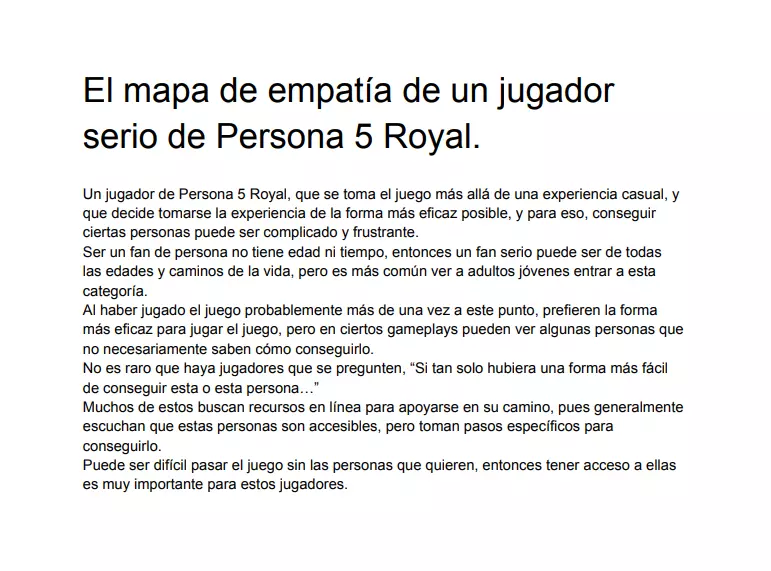 El mapa de empatía de un jugador
serio de Persona 5 Royal.
Un jugador de Persona 5 Royal, que se toma el juego más allá de una experiencia casual, y
que decide tomarse la experiencia de la forma más eficaz posible, y para eso, conseguir
ciertas personas puede ser complicado y frustrante.
Ser un fan de persona no tiene edad ni tiempo, entonces un fan serio puede ser de todas
las edades y caminos de la vida, pero es más común ver a adultos jóvenes entrar a esta
categoría.
Al haber jugado el juego probablemente más de una vez a este punto, prefieren la forma
más eficaz para jugar el juego, pero en ciertos gameplays pueden ver algunas personas que
no necesariamente saben cómo conseguirlo.
No es raro que haya jugadores que se pregunten, “Si tan solo hubiera una forma más fácil
de conseguir esta o esta persona…”
Muchos de estos buscan recursos en línea para apoyarse en su camino, pues generalmente
escuchan que estas personas son accesibles, pero toman pasos específicos para
conseguirlo.
Puede ser difícil pasar el juego sin las personas que quieren, entonces tener acceso a ellas
es muy importante para estos jugadores.